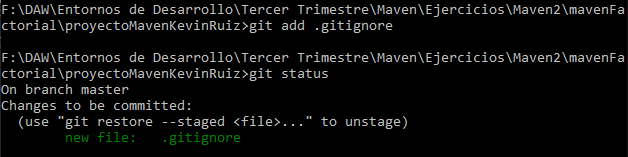 F:\DAW\Entornos de Desarrollo\Tercer Trimestre\Maven\Ejercicios\Maven2\mavenFa
ctorial\proyectoMavenKevinRuiz>git add .gitignore
F:\DAW\Entornos de Desarrollo\Tercer Trimestre\Maven\Ejercicios\Maven2\mavenFa
ctorial\proyectoMavenKevinRuiz>git status
On branch master
Changes to be committed:
  (use "git restore --staged <file>..." to unstage)
        new file:   .gitignore